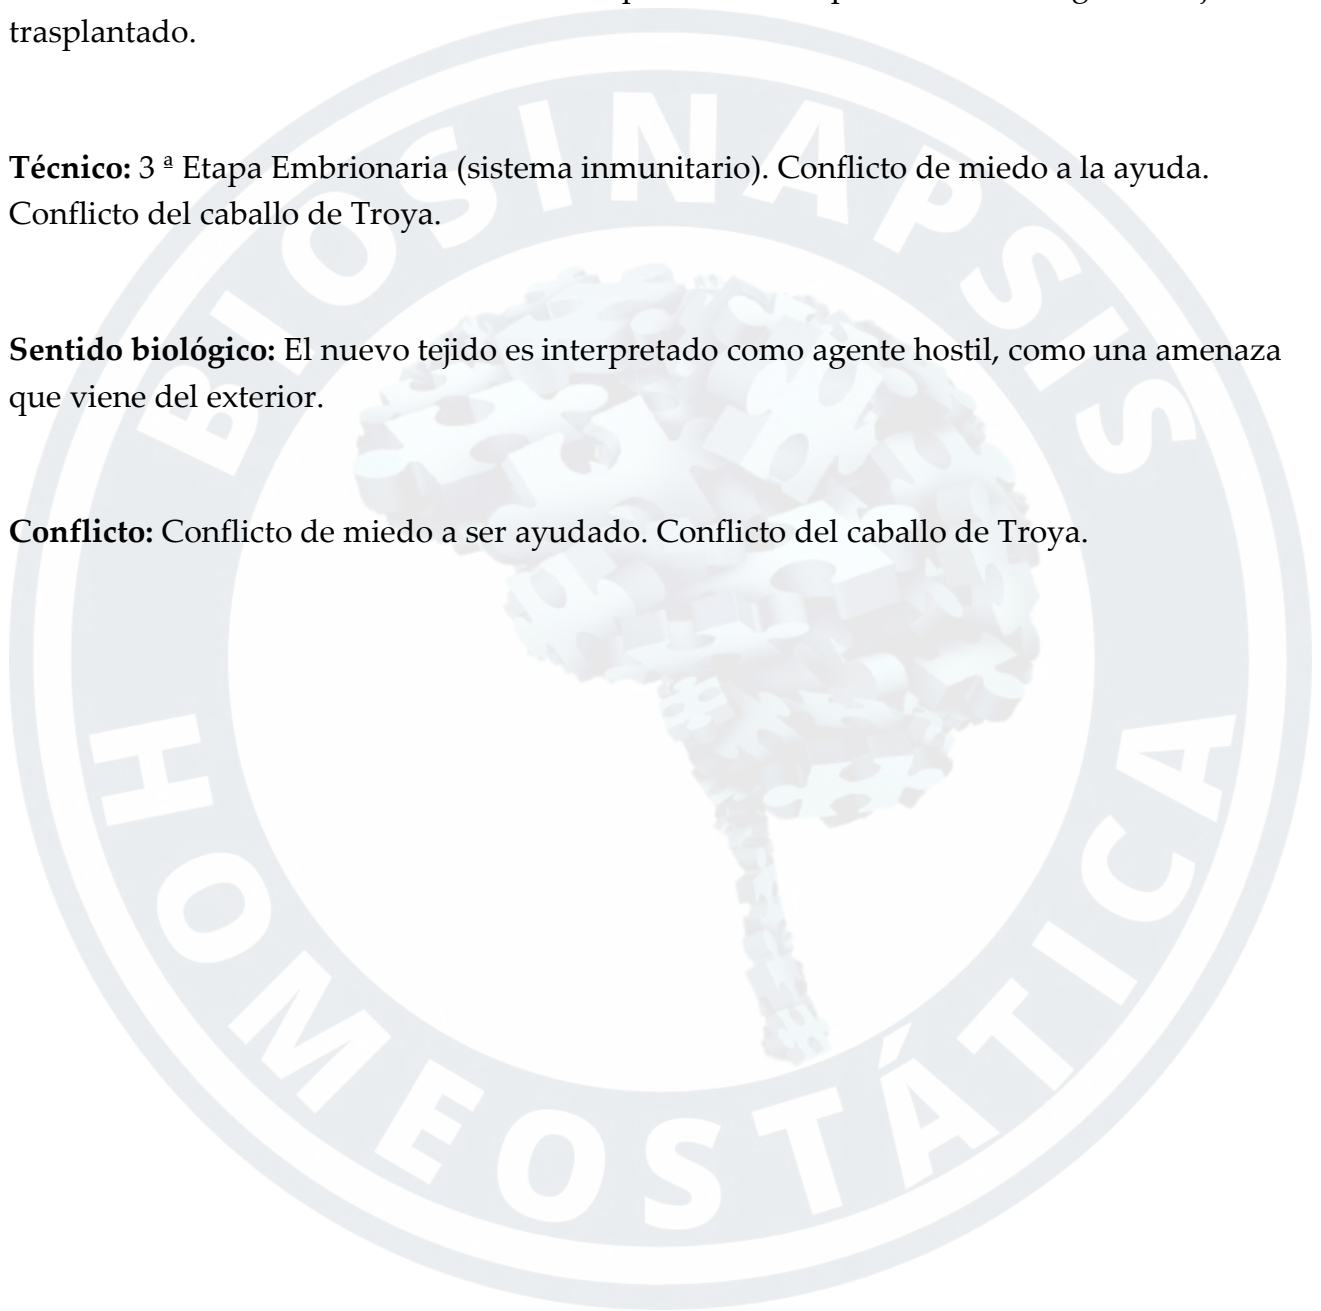 trasplantado.
Técnico: 3 ª Etapa Embrionaria (sistema inmunitario). Conflicto de miedo a la ayuda.
Conflicto del caballo de Troya.
Sentido biológico: El nuevo tejido es interpretado como agente hostil, como una amenaza
que viene del exterior.
Conflicto: Conflicto de miedo a ser ayudado. Conflicto del caballo de Troya.
BIOSINAPSIS
HOMEOSTÁTICA